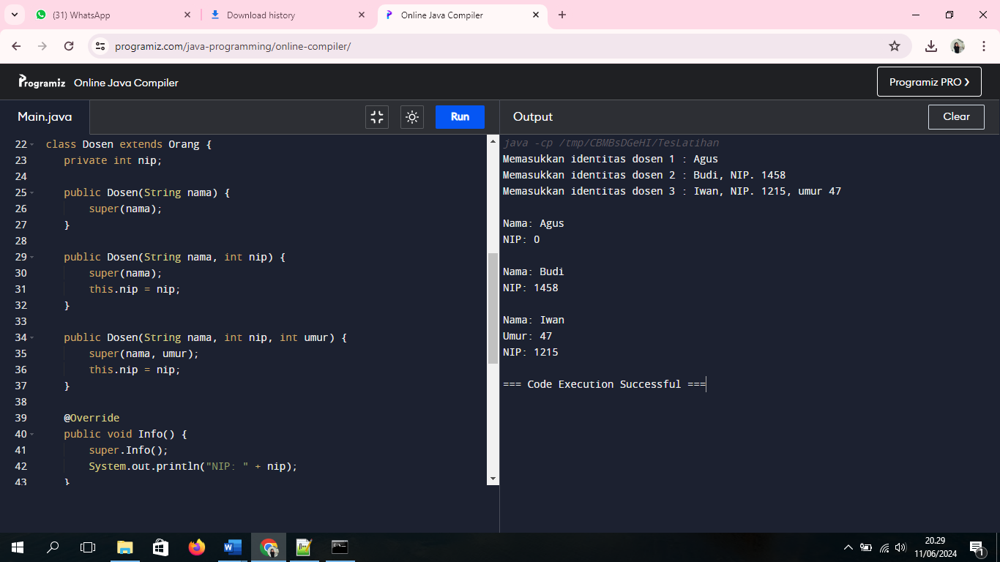 (31) WhatsApp
Download history
Online Java Compiler
programiz.com/java-programming/online-compiler/
Programiz Online Java Compiler
Programiz PRO ❯
Main.java
Run
Output
Clear
22 class Dosen extends Orang {
23     private int nip;
24
25     public Dosen(String nama) {
26         super(nama);
27     }
28
29     public Dosen(String nama, int nip) {
30         super(nama);
31         this.nip = nip;
32     }
33
34     public Dosen(String nama, int nip, int umur) {
35         super(nama, umur);
36         this.nip = nip;
37     }
38
39     @Override
40     public void Info() {
41         super.Info();
42         System.out.println("NIP: " + nip);
43     }
java -cp /tmp/CBMBsDGeHI/TesLatihan
Memasukkan identitas dosen 1 : Agus
Memasukkan identitas dosen 2 : Budi, NIP. 1458
Memasukkan identitas dosen 3 : Iwan, NIP. 1215, umur 47
Nama: Agus
NIP: 0
Nama: Budi
NIP: 1458
Nama: Iwan
Umur: 47
NIP: 1215
=== Code Execution Successful ===
20.29
11/06/2024
1